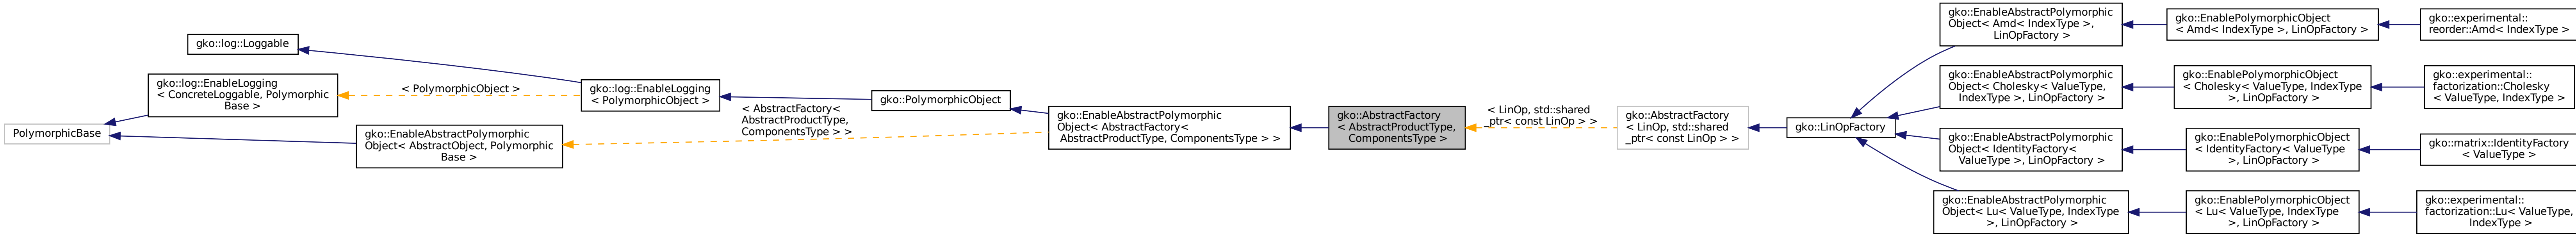 gko::log::Loggable
gko::log::EnableLogging
< ConcreteLoggable, Polymorphic
Base >
PolymorphicBase
gko::EnableAbstractPolymorphic
Object< AbstractObject, Polymorphic
Base >
< PolymorphicObject >
gko::log::EnableLogging
< PolymorphicObject >
< AbstractFactory<
AbstractProductType,
ComponentsType > >
gko::PolymorphicObject
gko::EnableAbstractPolymorphic
Object< AbstractFactory<
AbstractProductType, ComponentsType > >
gko::AbstractFactory
< AbstractProductType,
ComponentsType >
< LinOp, std::shared
_ptr< const LinOp > >
gko::AbstractFactory
< LinOp, std::shared
_ptr< const LinOp > >
gko::LinOpFactory
gko::EnableAbstractPolymorphic
Object< Amd< IndexType >,
LinOpFactory >
gko::EnablePolymorphicObject
< Amd< IndexType >, LinOpFactory >
gko::experimental::
reorder::Amd< IndexType >
gko::EnableAbstractPolymorphic
Object< Cholesky< ValueType,
IndexType >, LinOpFactory >
gko::EnablePolymorphicObject
< Cholesky< ValueType, IndexType
>, LinOpFactory >
gko::experimental::
factorization::Cholesky
< ValueType, IndexType >
gko::EnableAbstractPolymorphic
Object< IdentityFactory<
ValueType >, LinOpFactory >
gko::EnablePolymorphicObject
< IdentityFactory< ValueType
>, LinOpFactory >
gko::matrix::IdentityFactory
< ValueType >
gko::EnableAbstractPolymorphic
Object< Lu< ValueType, IndexType
>, LinOpFactory >
gko::EnablePolymorphicObject
< Lu< ValueType, IndexType
>, LinOpFactory >
gko::experimental::
factorization::Lu< ValueType,
IndexType >